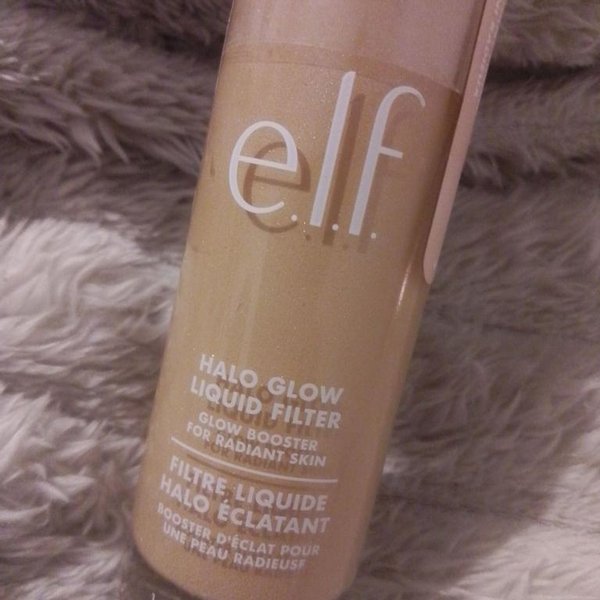 e.l.f.
HALO GLOW
LIQUID FILTER
GLOW BOOSTER
FOR RADIANT SKIN
FILTRE LIQUIDE
HALO ÉCLATANT
BOOSTER D'ÉCLAT POUR
UNE PEAU RADIEUSE